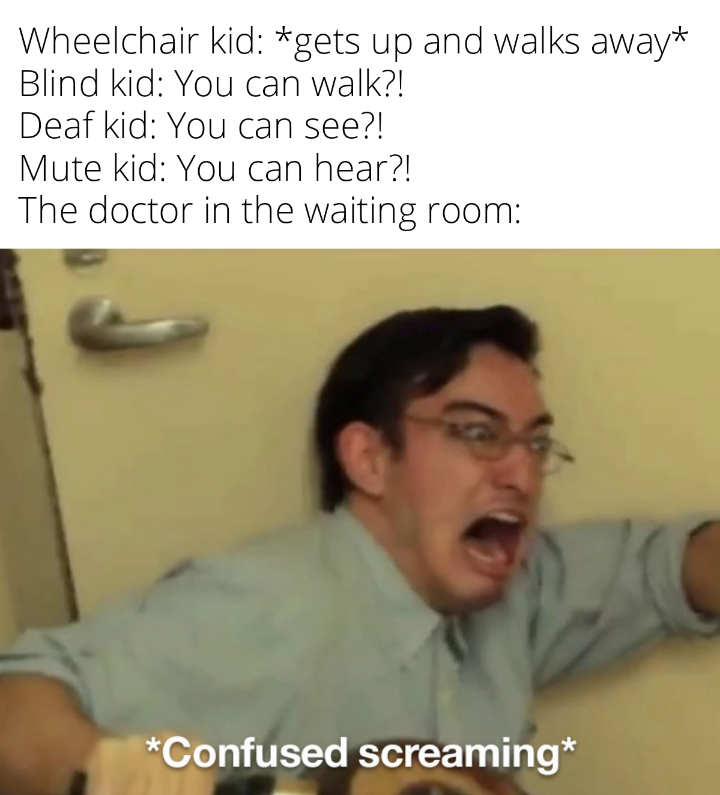 Wheelchair kid: *gets up and walks away*
Blind kid: You can walk?!
Deaf kid: You can see?!
Mute kid: You can hear?!
The doctor in the waiting room:
*Confused screaming*